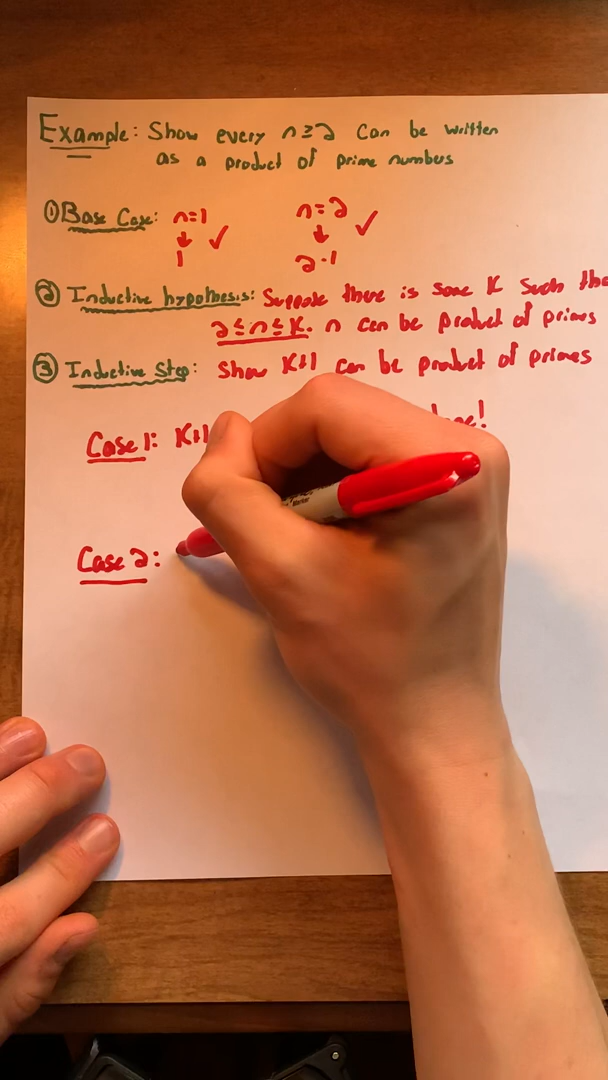 Example: Show every n≥2 can be written
as a product of prime numbers
① Base Case: n=1 n=2
↓ ✓ ↓ ✓
1 2·1
② Inductive hypothesis: Suppose there is some K such tha
2≤n≤K. n can be product of primes
③ Inductive Step: Show K+1 can be product of primes
Case 1: K+1
Case 2: